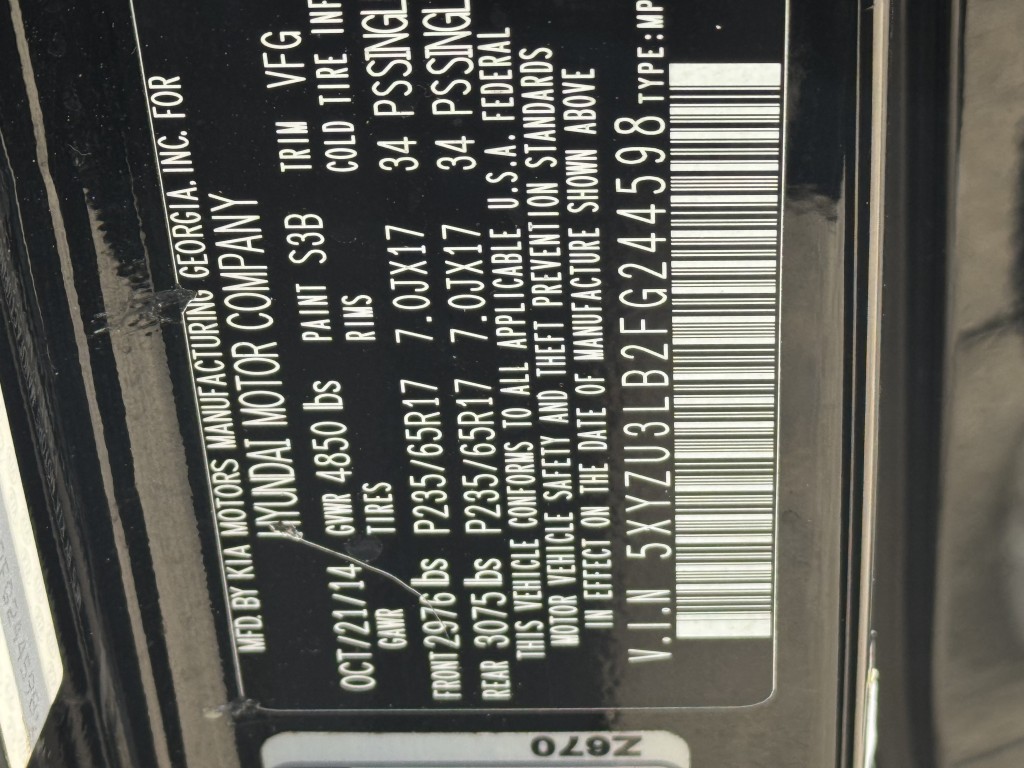 MFD. BY KIA MOTORS MANUFACTURING GEORGIA. INC. FOR
HYUNDAI MOTOR COMPANY
OCT/21/14 GVWR 4850 lbs PAINT S3B TRIM VFG
GAWR TIRES RIMS COLD TIRE INF
FRONT 2976 lbs P235/65R17 7.0JX17 34 PSSINGL
REAR 3075 lbs P235/65R17 7.0JX17 34 PSSINGL
THIS VEHICLE CONFORMS TO ALL APPLICABLE U.S.A. FEDERAL
MOTOR VEHICLE SAFETY AND THEFT PREVENTION STANDARDS
IN EFFECT ON THE DATE OF MANUFACTURE SHOWN ABOVE
V.I.N 5XYZU3LB2FG244598 TYPE:MP
Z670